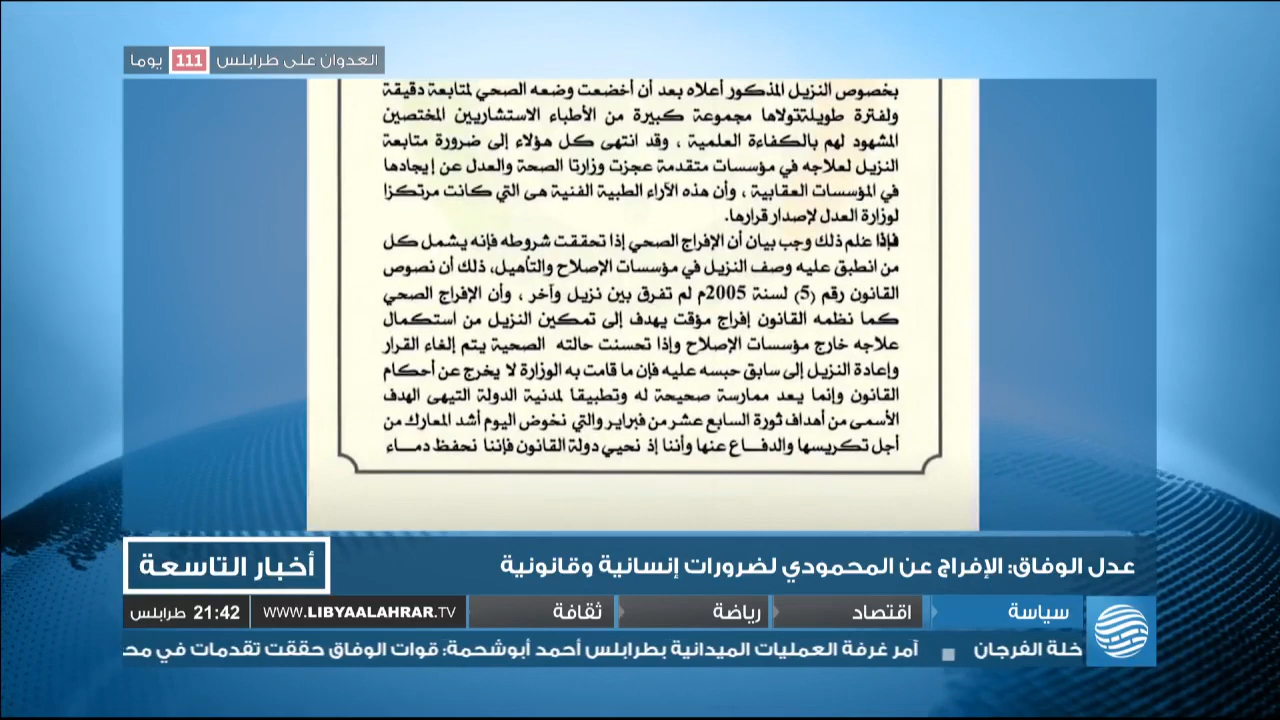 العدوان على طرابلس 111 يوما
بخصوص النزيل المذكور أعلاه بعد أن أخضعت وضعه الصحي لمتابعة دقيقة
ولفترة طويلةتتولاها مجموعة كبيرة من الأطباء الاستشاريين المختصين
المشهود لهم بالكفاءة العلمية ، وقد انتهى كل هؤلاء إلى ضرورة متابعة
النزيل لعلاجه في مؤسسات متقدمة عجزت وزارتا الصحة والعدل عن إيجادها
في المؤسسات العقابية ، وأن هذه الآراء الطبية الفنية هى التي كانت مرتكزا
لوزارة العدل لإصدار قرارها.
فإذا علم ذلك وجب بيان أن الإفراج الصحي إذا تحققت شروطه فإنه يشمل كل
من انطبق عليه وصف النزيل في مؤسسات الإصلاح والتأهيل، ذلك أن نصوص
القانون رقم (5) لسنة 2005م لم تفرق بين نزيل وآخر ، وأن الإفراج الصحي
كما نظمه القانون إفراج مؤقت يهدف إلى تمكين النزيل من استكمال
علاجه خارج مؤسسات الإصلاح وإذا تحسنت حالته الصحية يتم إلغاء القرار
وإعادة النزيل إلى سابق حبسه عليه فإن ما قامت به الوزارة لا يخرج عن أحكام
القانون وإنما يعد ممارسة صحيحة له وتطبيقا لمدنية الدولة التيهى الهدف
الأسمى من أهداف ثورة السابع عشر من فبراير والتي نخوض اليوم أشد المعارك من
أجل تكريسها والدفاع عنها وأننا إذ نحيي دولة القانون فإننا نحفظ دماء
عدل الوفاق: الإفراج عن المحمودي لضرورات إنسانية وقانونية
أخبار التاسعة
سياسة اقتصاد رياضة ثقافة WWW.LIBYAALAHRAR.TV 21:42 طرابلس
خلة الفرجان ■ آمر غرفة العمليات الميدانية بطرابلس أحمد أبوشحمة: قوات الوفاق حققت تقدمات في مح